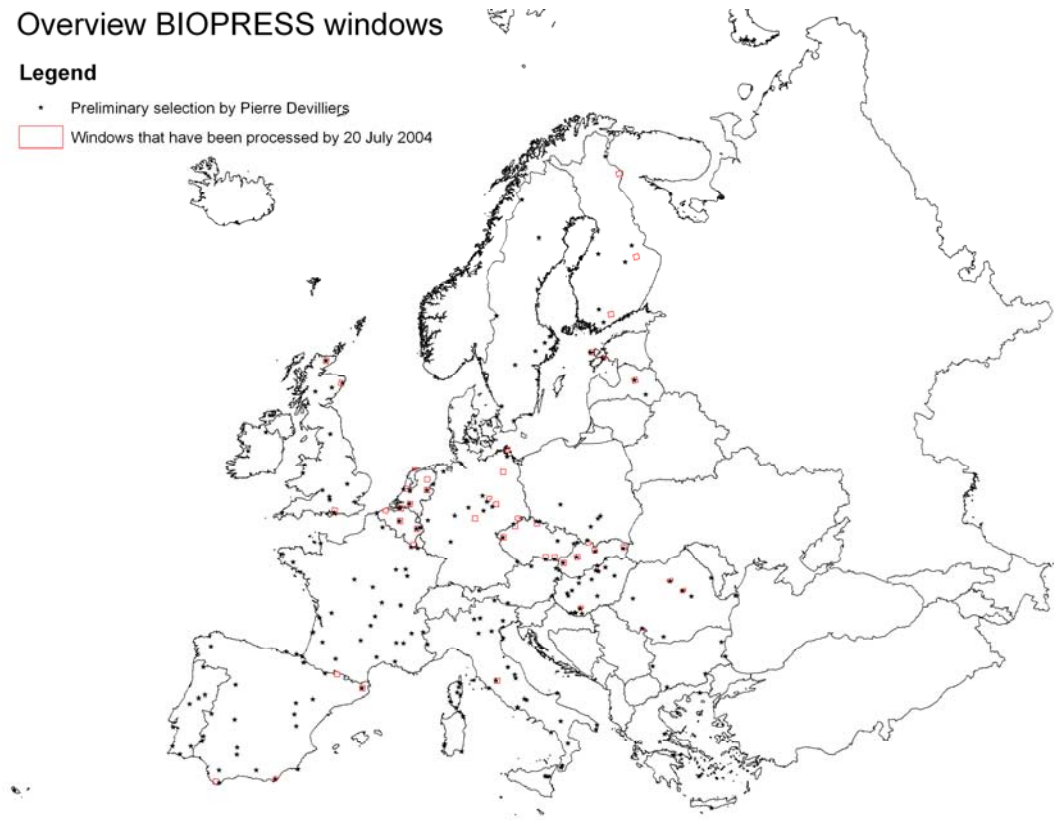 Overview BIOPRESS windows
Legend
Preliminary selection by Pierre Devilliers
Windows that have been processed by 20 July 2004